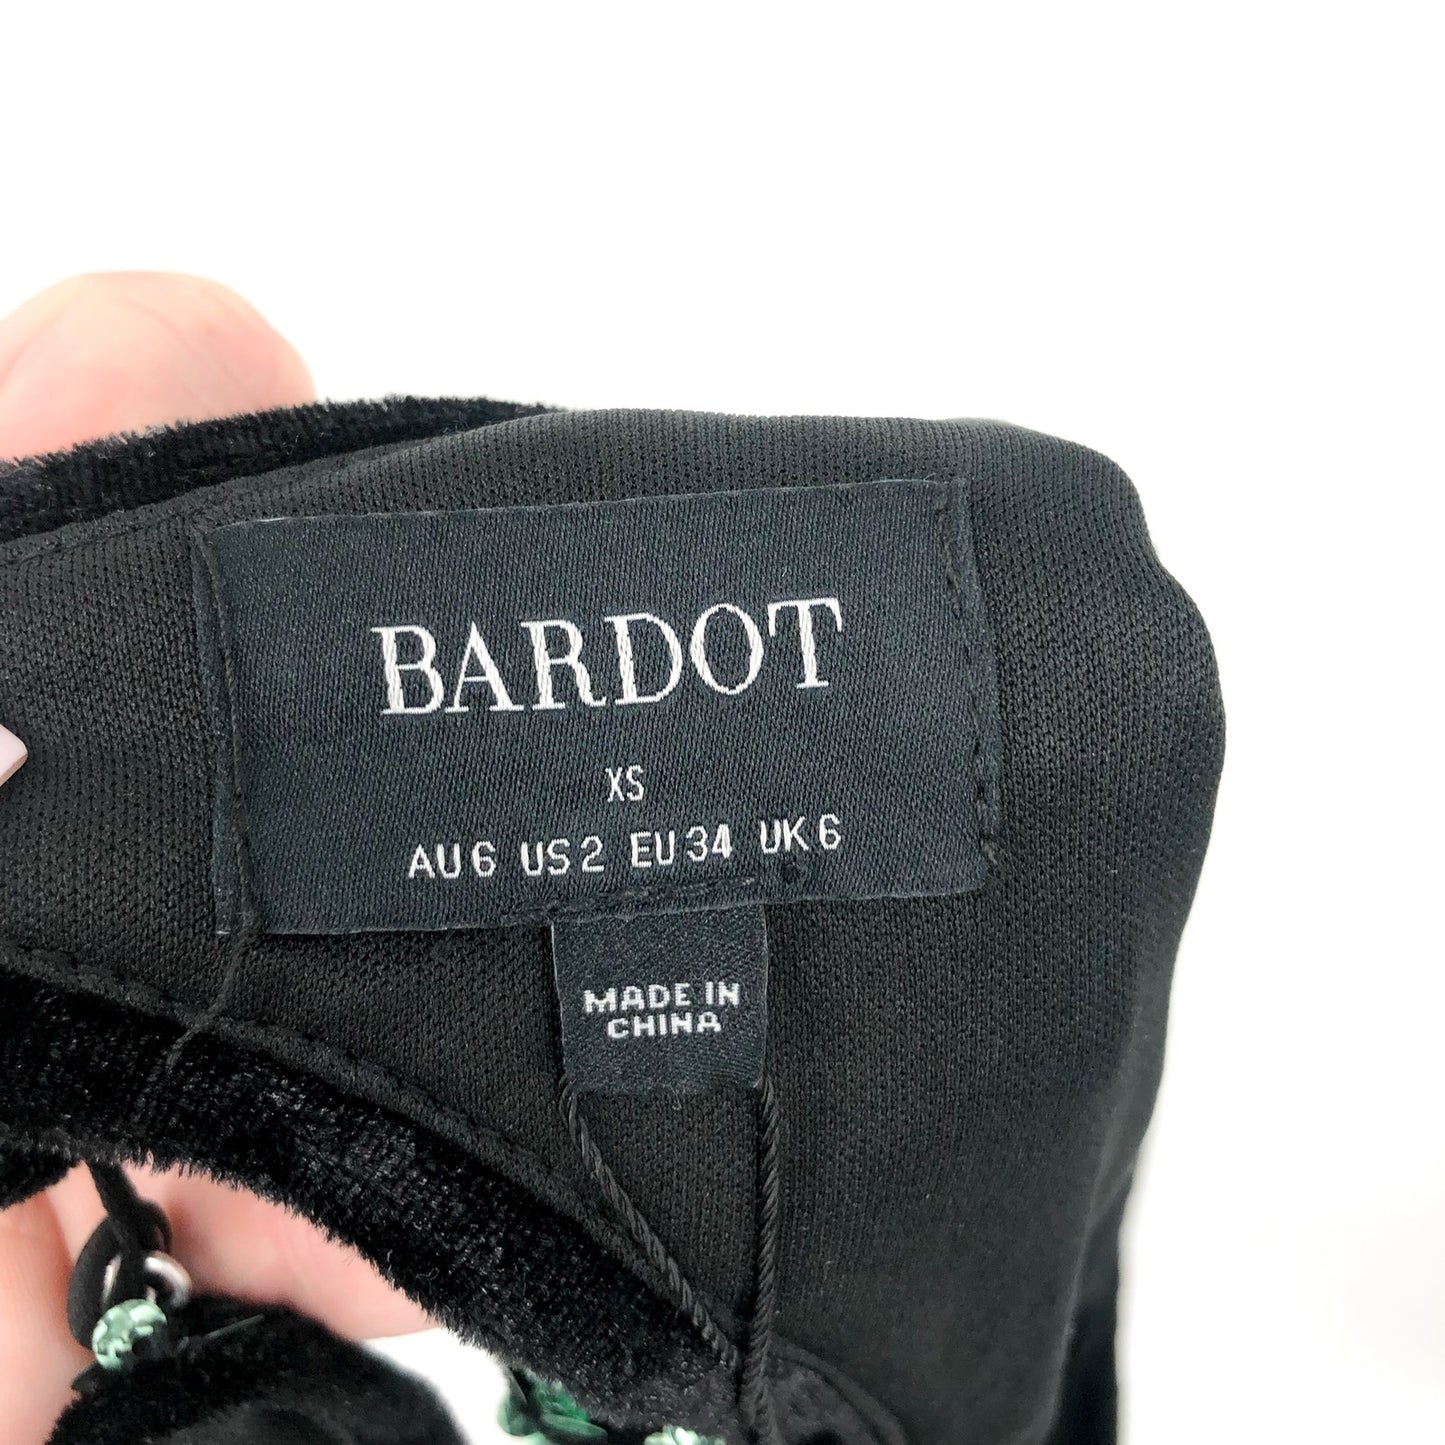 BARDOT
XS
AU 6 US 2 EU 34 UK 6
MADE IN
CHINA